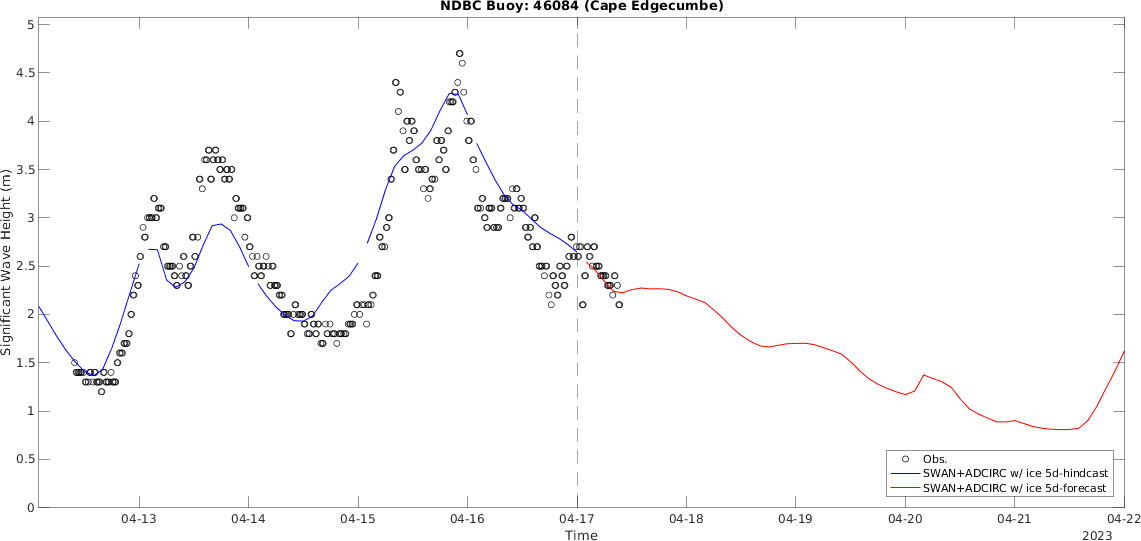 NDBC Buoy: 46084 (Cape Edgecumbe)
5
4.5
4
3.5
3
2.5
2
1.5
1
0.5
0
Significant Wave Height (m)
Obs.
SWAN+ADCIRC w/ ice 5d-hindcast
SWAN+ADCIRC w/ ice 5d-forecast
04-13 04-14 04-15 04-16 04-17 04-18 04-19 04-20 04-21 04-22
Time
2023